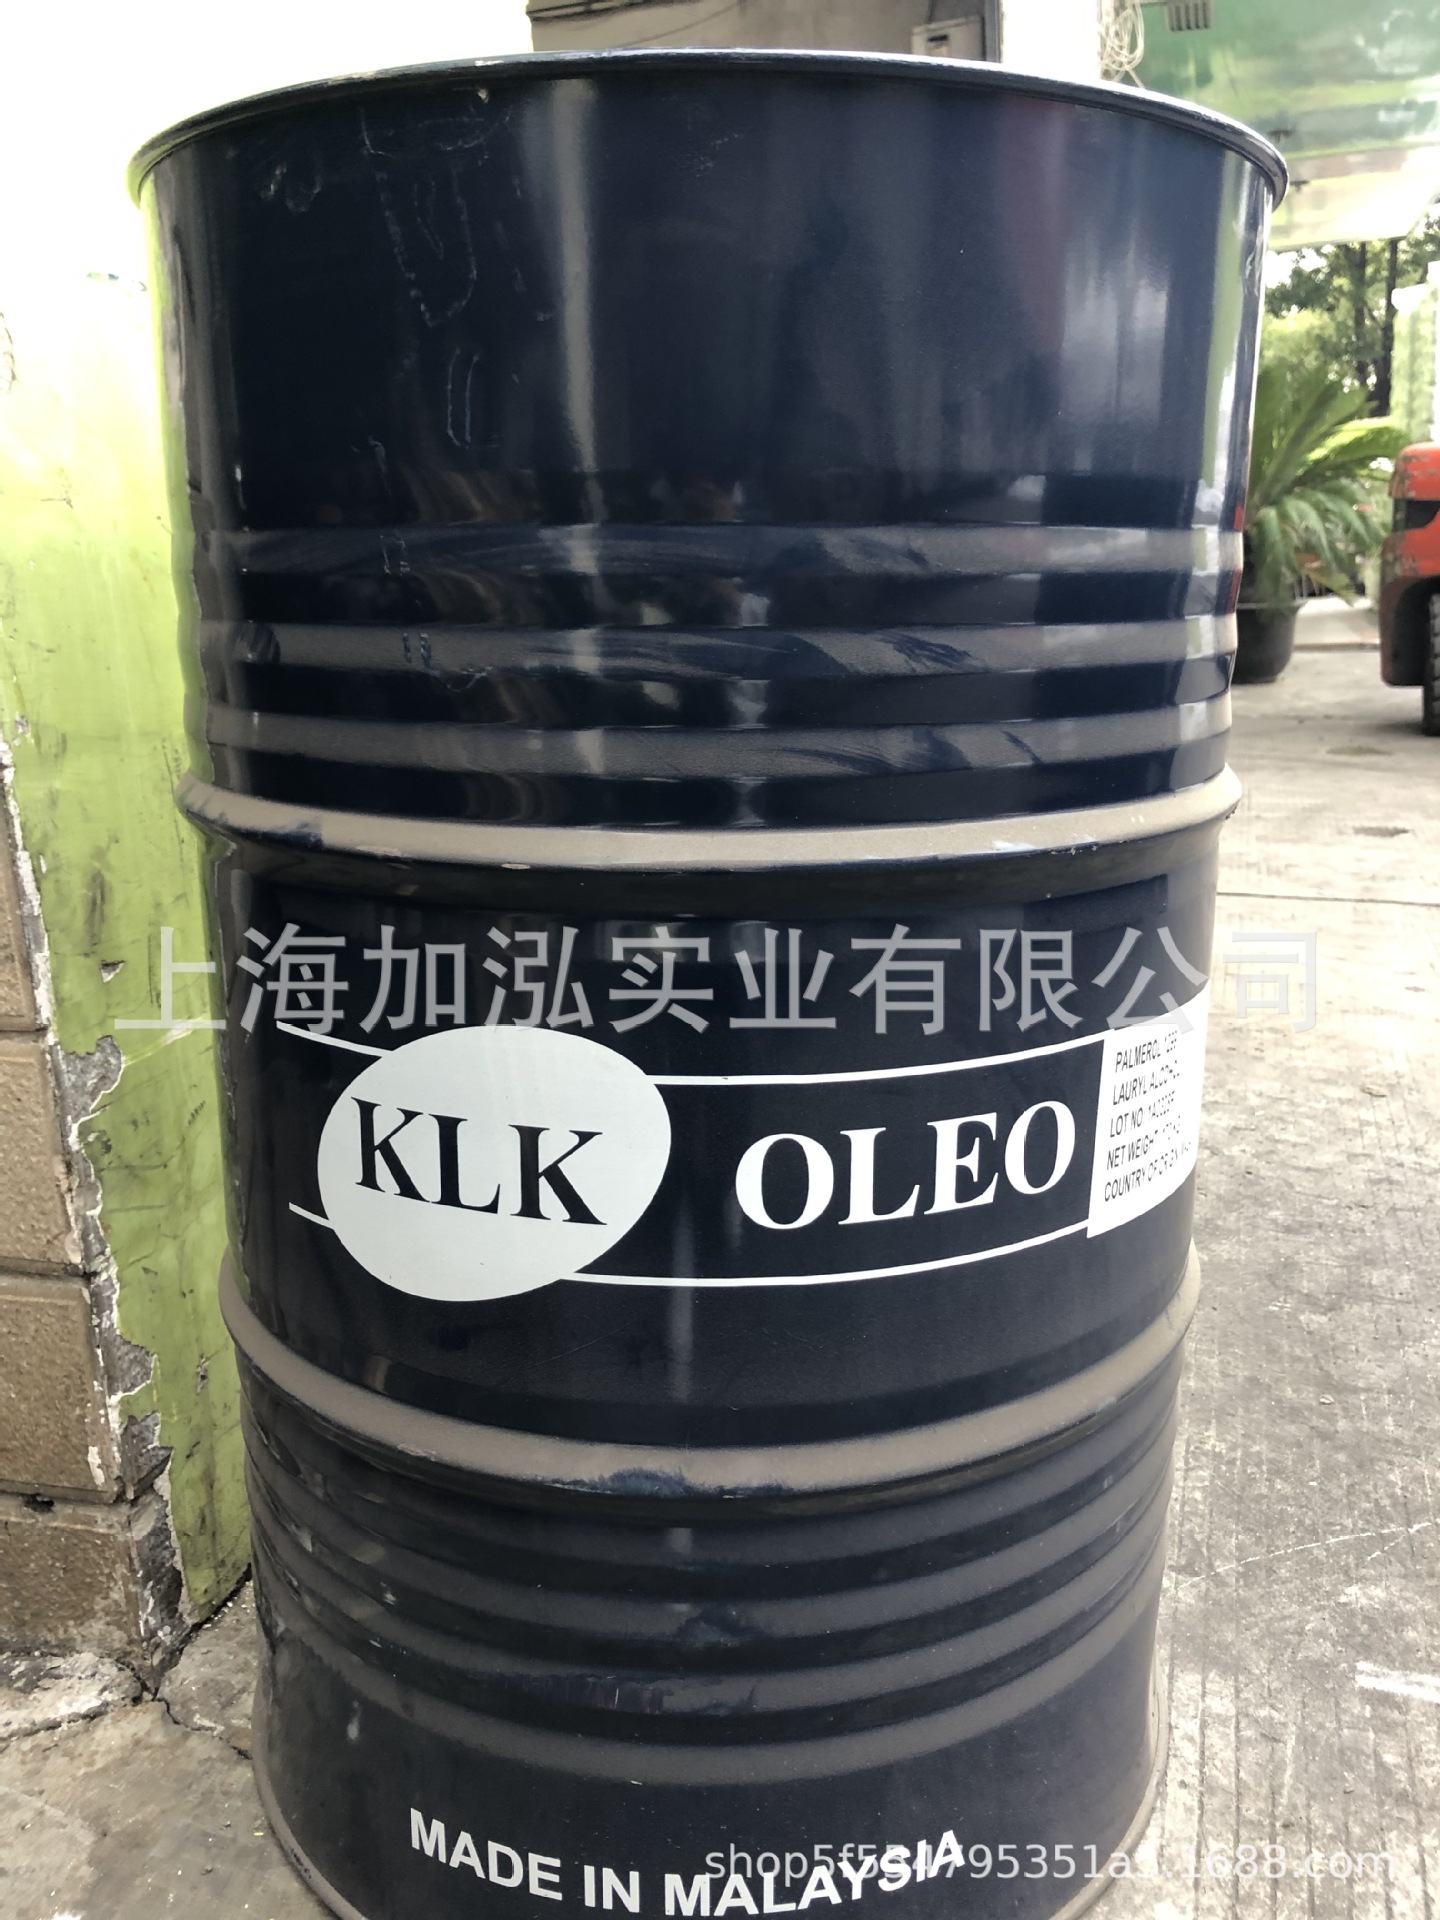 上海加泓实业有限公司
KLK OLEO
PALMEROL
LAURYL ALCOHOL
LOT NO
NET WEIGHT
COUNTRY OF ORIGIN
MADE IN MALAYSIA